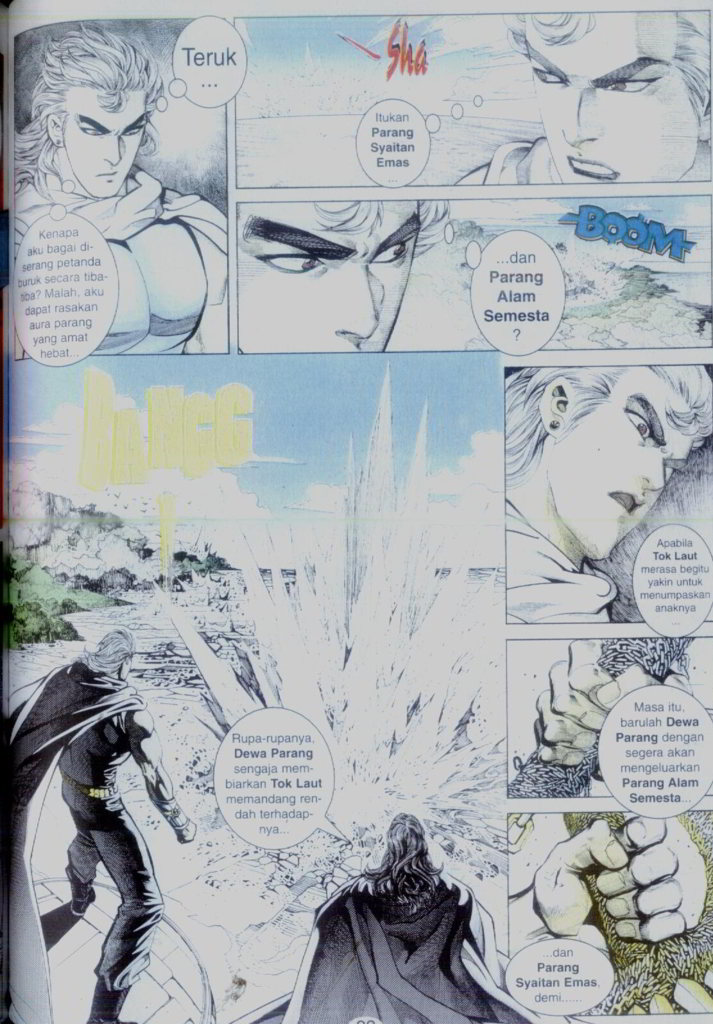 Teruk
...
Kenapa
aku bagai di-
serang petanda
buruk secara tiba-
tiba? Malah, aku
dapat rasakan
aura parang
yang amat
hebat...
Sha
Itukan
Parang
Syaitan
Emas
...
BOOM
...dan
Parang
Alam
Semesta
?
BANGG
!
Rupa-rupanya,
Dewa Parang
sengaja mem-
biarkan Tok Laut
memandang ren-
dah terhadap-
nya...
Apabila
Tok Laut
merasa begitu
yakin untuk
menumpaskan
anaknya
...
Masa itu,
barulah Dewa
Parang dengan
segera akan
mengeluarkan
Parang Alam
Semesta...
...dan
Parang
Syaitan Emas,
demi......